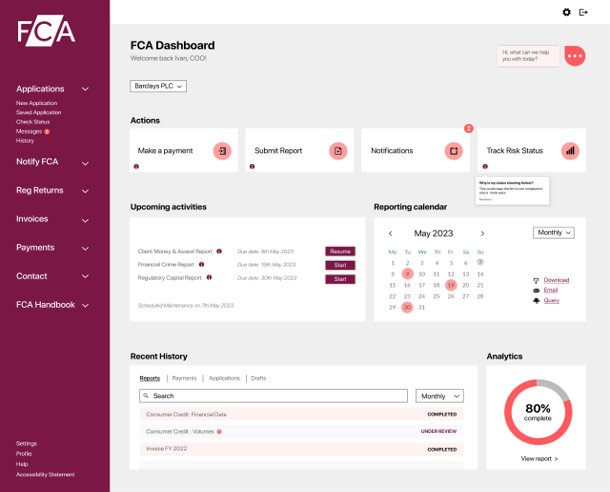 FCA
Applications
New Application
Saved Application
Check Status
Messages
History
Notify FCA
Reg Returns
Invoices
Payments
Contact
FCA Handbook
Settings
Profile
Help
Accessibility Statement
FCA Dashboard
Welcome back Ivan, CDO!
Hi, what can we help
you with today?
Barclays PLC
Actions
Make a payment
Submit Report
Notifications
2
Track Risk Status
Why is my status showing below?
Upcoming activities
Client Money & Assest Report Due date: 9th May 2023 Resume
Financial Crime Report Due date: 19th May 2023 Start
Regulatory Capital Report Due date: 30th May 2023 Start
Scheduled Maintenance on 7th May 2023
Reporting calendar
May 2023
Monthly
Mo Tu We Th Fr Sa Su
1 2 3 4 5 6 7
8 9 10 11 12 13 14
15 16 17 18 19 20 21
22 23 24 25 26 27 28
29 30 31
Download
Email
Query
Recent History
Reports Payments Applications Drafts
Search
Monthly
Consumer Credit: Financial Data COMPLETED
Consumer Credit : Volumes UNDER REVIEW
Invoice FY 2022 COMPLETED
Analytics
80%
complete
View report >